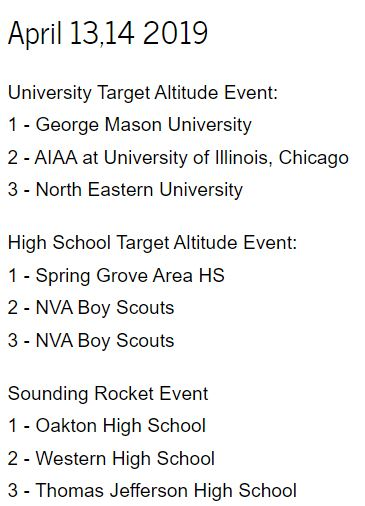 April 13,14 2019
University Target Altitude Event:
1 - George Mason University
2 - AIAA at University of Illinois, Chicago
3 - North Eastern University
High School Target Altitude Event:
1 - Spring Grove Area HS
2 - NVA Boy Scouts
3 - NVA Boy Scouts
Sounding Rocket Event
1 - Oakton High School
2 - Western High School
3 - Thomas Jefferson High School